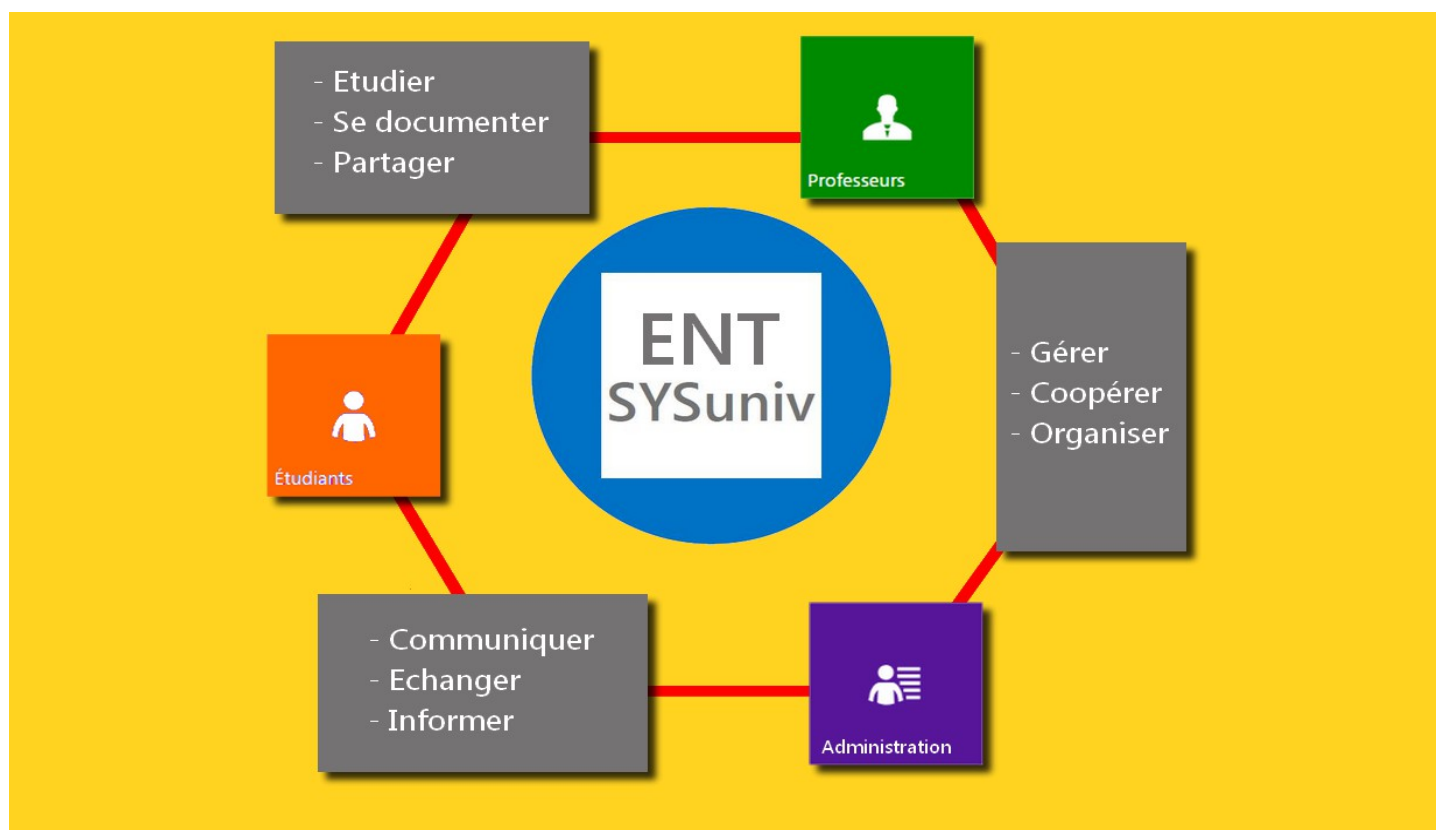 - Etudier
- Se documenter
- Partager
Professeurs
ENT
SYSuniv
- Gérer
- Coopérer
- Organiser
Étudiants
- Communiquer
- Echanger
- Informer
Administration